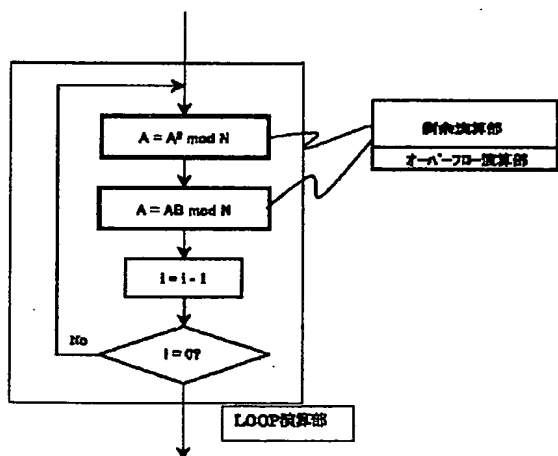 A = A² mod N
剰余演算部
オーバーフロー演算部
A = AB mod N
i = i - 1
i = 0?
No
LOOP演算部